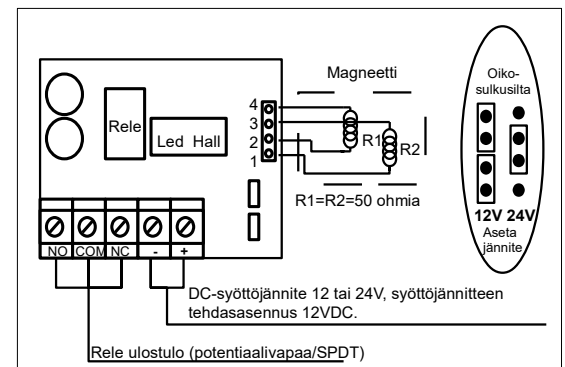 Magneetti
Oiko-
sulkusilta
Rele
Led Hall
4
3
2
1
R1
R2
R1=R2=50 ohmia
12V 24V
Aseta
jännite
NO COM NC - +
DC-syöttöjännite 12 tai 24V, syöttöjännitteen
tehdasasennus 12VDC.
Rele ulostulo (potentiaalivapaa/SPDT)